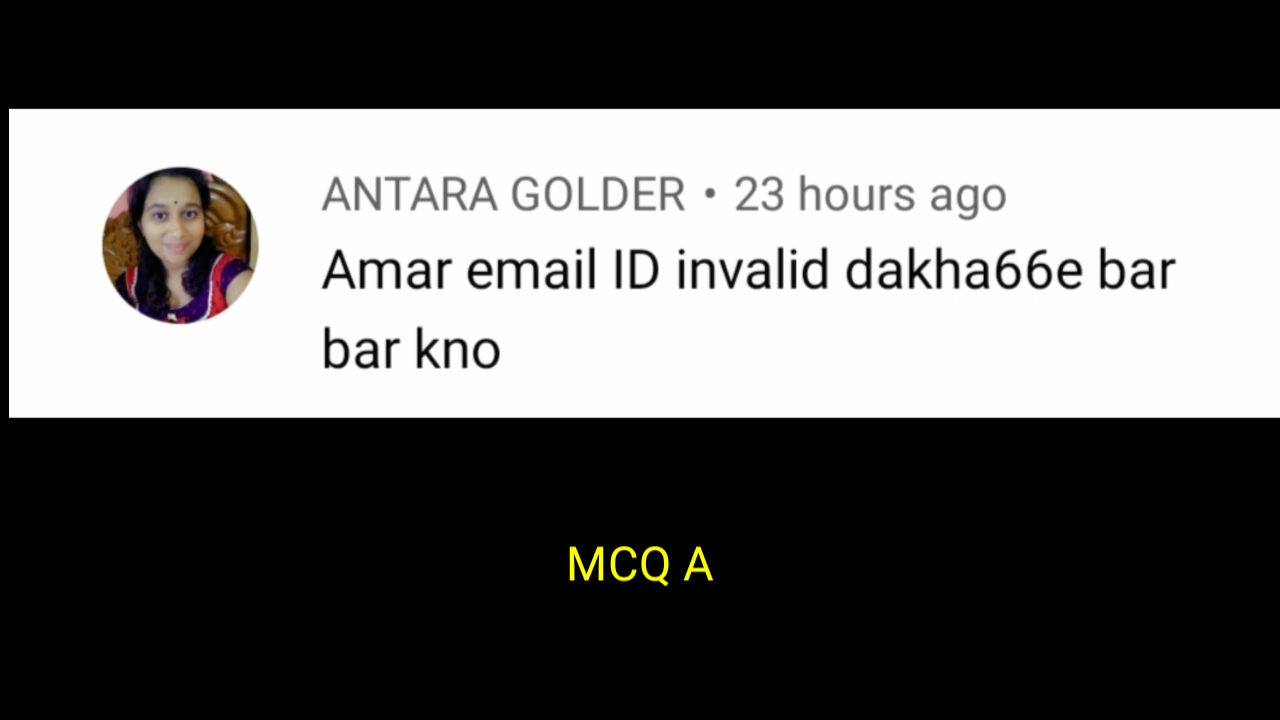 ANTARA GOLDER • 23 hours ago
Amar email ID invalid dakha66e bar
bar kno
MCQ A